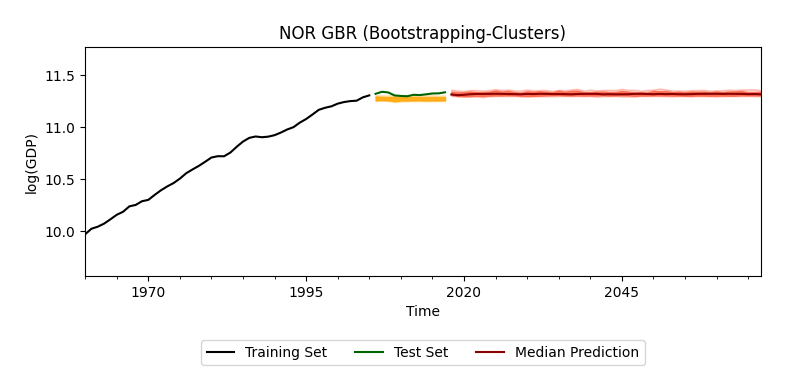 NOR GBR (Bootstrapping-Clusters)
log(GDP)
11.5
11.0
10.5
10.0
1970 1995 2020 2045
Time
Training Set Test Set Median Prediction